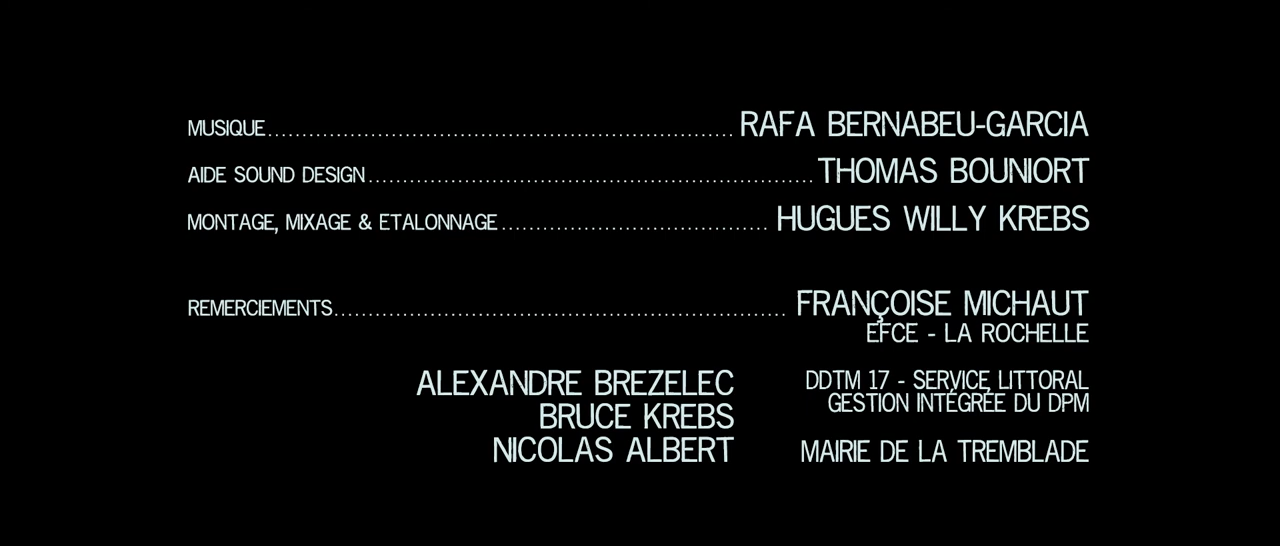 MUSIQUE................................................................RAFA BERNABEU-GARCIA
AIDE SOUND DESIGN................................................................THOMAS BOUNIORT
MONTAGE, MIXAGE & ETALONNAGE.......................................HUGUES WILLY KREBS
REMERCIEMENTS................................................................FRANÇOISE MICHAUT
EFCE - LA ROCHELLE
ALEXANDRE BREZELEC
BRUCE KREBS
NICOLAS ALBERT
DDTM 17 - SERVICE LITTORAL
GESTION INTÉGRÉE DU DPM
MAIRIE DE LA TREMBLADE